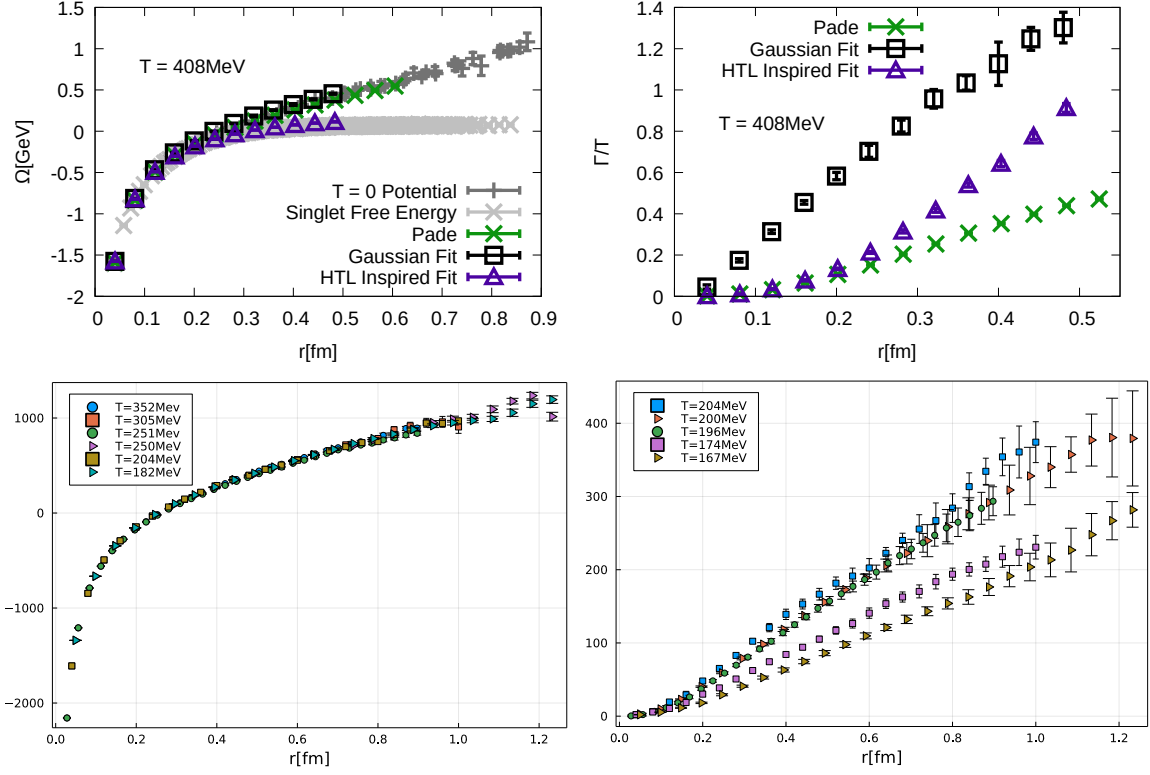 T = 408MeV
Ω[GeV]
1
0.5
0
-0.5
-1
-1.5
-2
T = 0 Potential
Singlet Free Energy
Pade
Gaussian Fit
HTL Inspired Fit
0 0.1 0.2 0.3 0.4 0.5 0.6 0.7 0.8 0.9
r[fm]
Pade
Gaussian Fit
HTL Inspired Fit
T = 408MeV
Γ/T
1.4
1.2
1
0.8
0.6
0.4
0.2
0
0 0.1 0.2 0.3 0.4 0.5
r[fm]
T=352Mev
T=305Mev
T=251Mev
T=250MeV
T=204MeV
T=182MeV
1000
0
−1000
−2000
0.0 0.2 0.4 0.6 0.8 1.0 1.2
r[fm]
T=204MeV
T=200MeV
T=196Mev
T=174MeV
T=167MeV
400
300
200
100
0
0.0 0.2 0.4 0.6 0.8 1.0 1.2
r[fm]